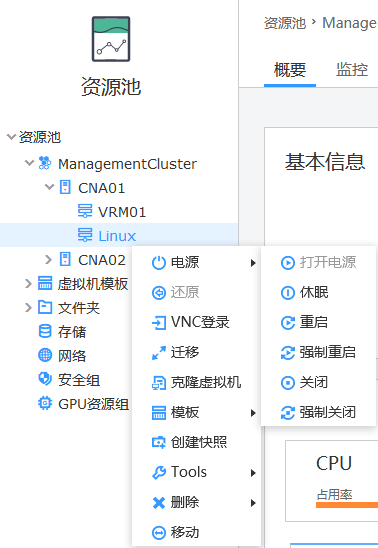 资源池
资源池 > Manage
概要 监控
资源池
ManagementCluster
CNA01
VRM01
Linux
CNA02
虚拟机模板
文件夹
存储
网络
安全组
GPU资源组
基本信息
电源
还原
VNC登录
迁移
克隆虚拟机
模板
创建快照
Tools
删除
移动
打开电源
休眠
重启
强制重启
关闭
强制关闭
CPU
占用率